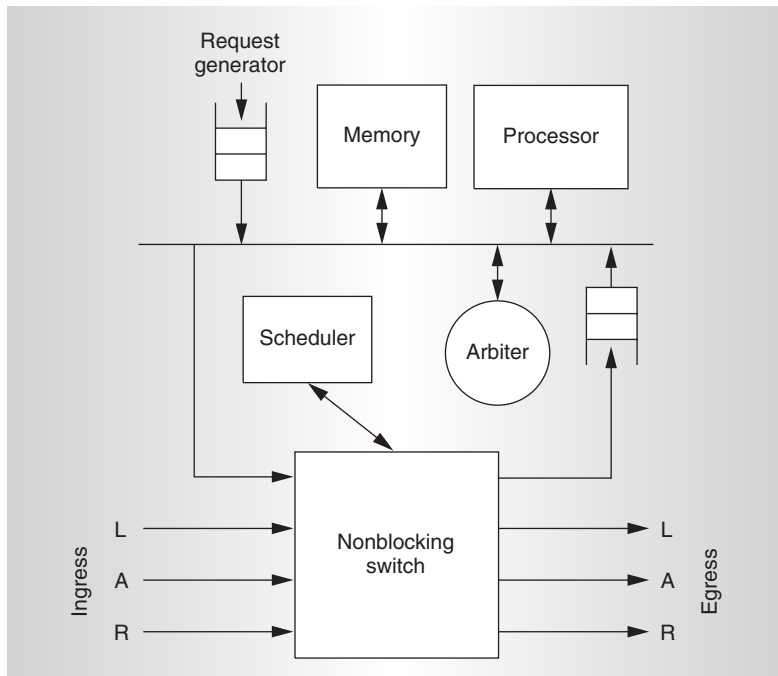 Request
generator
Memory
Processor
Scheduler
Arbiter
Nonblocking
switch
Ingress
L
A
R
L
A
R
Egress